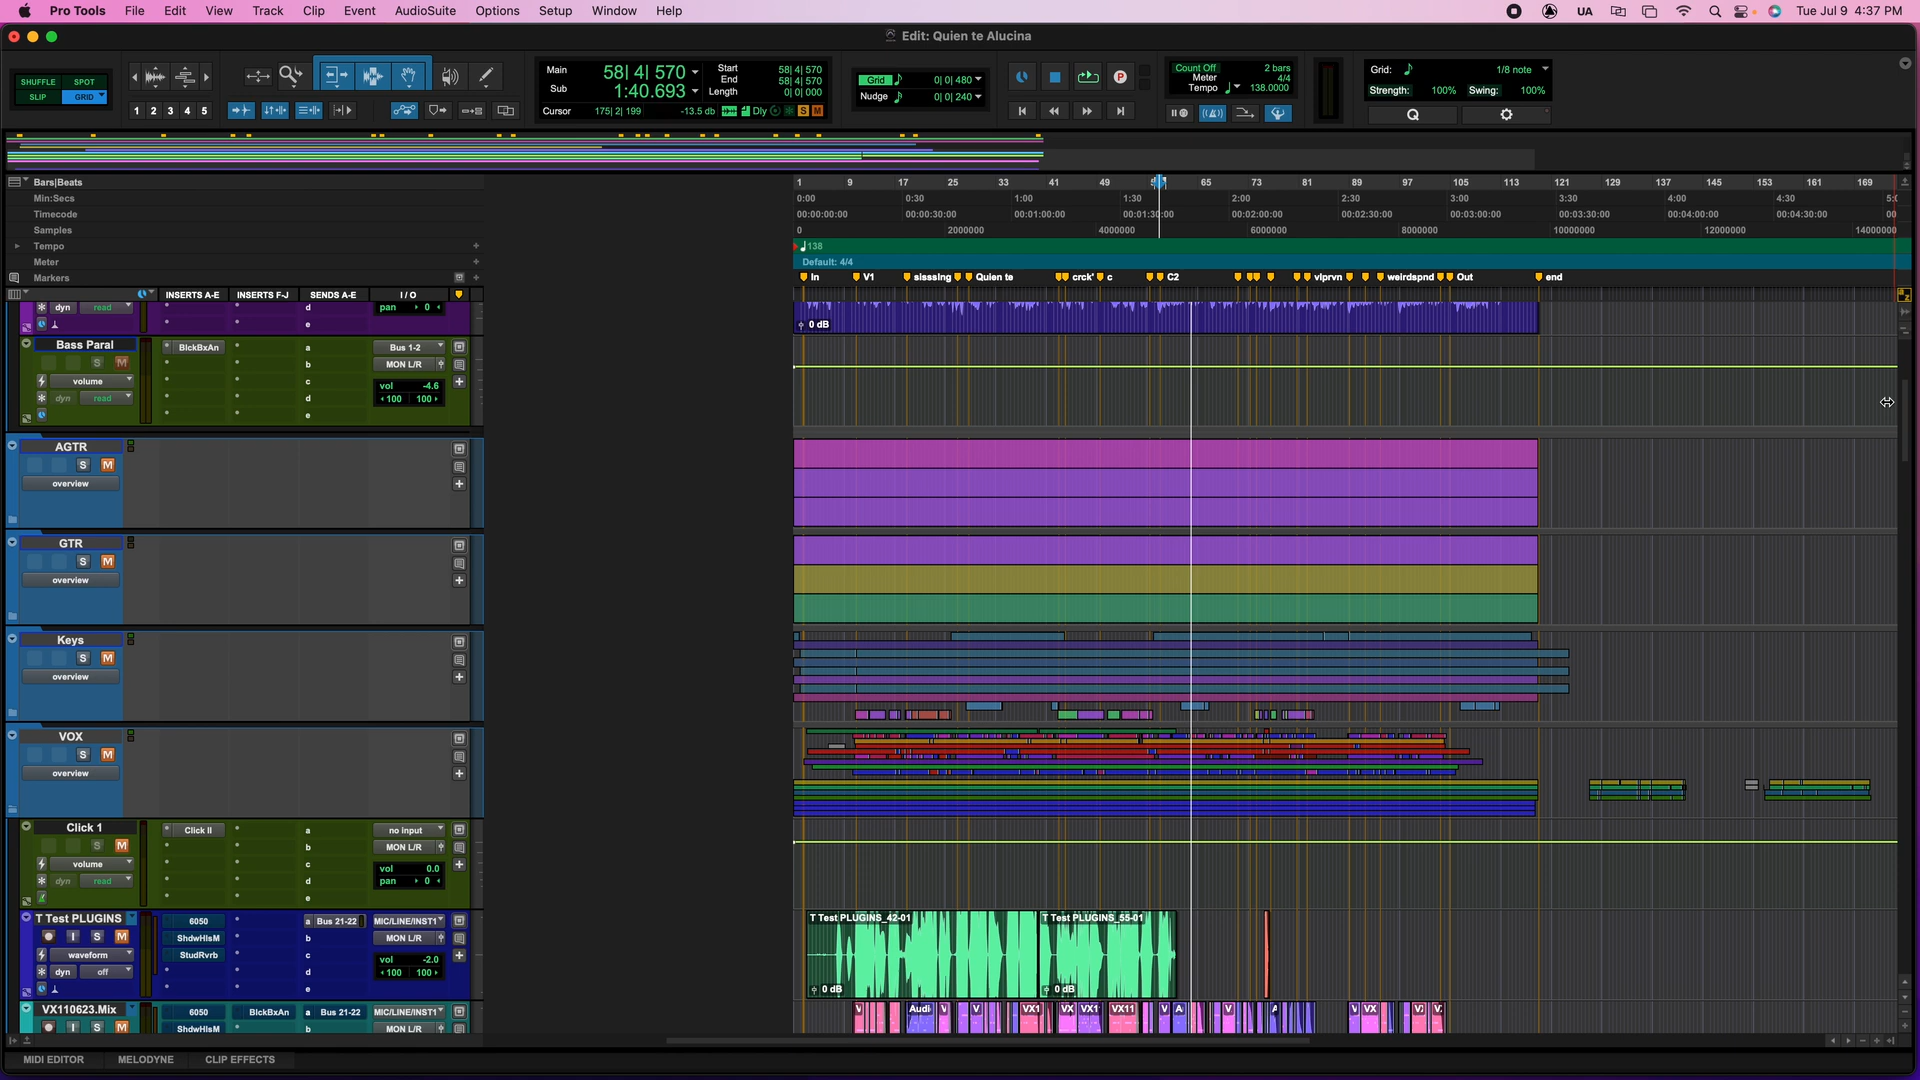 Pro Tools File Edit View Track Clip Event AudioSuite Options Setup Window Help UA Tue Jul 9 4:37 PM
Edit: Quien te Alucina
SHUFFLE SPOT
SLIP GRID
1 2 3 4 5
Main 58| 4| 570
Sub 1:40.693
Start 58| 4| 570
End 58| 4| 570
Length 0| 0| 000
Cursor 175| 2| 199 -13.5 db Dly S M
Grid 0| 0| 480
Nudge 0| 0| 240
Count Off 2 bars
Meter 4/4
Tempo 138.0000
Grid: 1/8 note
Strength: 100% Swing: 100%
Bars|Beats 1 9 17 25 33 41 49 65 73 81 89 97 105 113 121 129 137 145 153 161 169
Min:Secs 0:00 0:30 1:00 1:30 2:00 2:30 3:00 3:30 4:00 4:30
Timecode 00:00:00:00 00:00:30:00 00:01:00:00 00:01:30:00 00:02:00:00 00:02:30:00 00:03:00:00 00:03:30:00 00:04:00:00 00:04:30:00 00
Samples 0 2000000 4000000 6000000 8000000 10000000 12000000 14000000
Tempo 138
Meter Default: 4/4
Markers In V1 sisssing Quien te crck' c C2 viprvn weirdspnd Out end
INSERTS A-E INSERTS F-J SENDS A-E I / O
dyn read d pan 0
e 0 dB
Bass Paral BlckBxAn a Bus 1-2
S M b MON L/R
volume c vol -4.6
dyn read d 100 100
e
AGTR
S M
overview
GTR
S M
overview
Keys
S M
overview
VOX
S M
overview
Click 1 Click II a no input
S M b MON L/R
volume c vol 0.0
dyn read d pan 0
e
T Test PLUGINS 6050 a Bus 21-22 MIC/LINE/INST1 T Test PLUGINS_42-01 T Test PLUGINS_55-01
I S M ShdwHlsM b MON L/R
waveform StudRvrb c vol -2.0
dyn off d 100 100
e 0 dB 0 dB
VX110623.Mix 6050 BlckBxAn a Bus 21-22 MIC/LINE/INST1 V Audi V V VX1 VX VX1 VX11 V A V A V VX V V
I S M ShdwHlsM b MON L/R
MIDI EDITOR MELODYNE CLIP EFFECTS